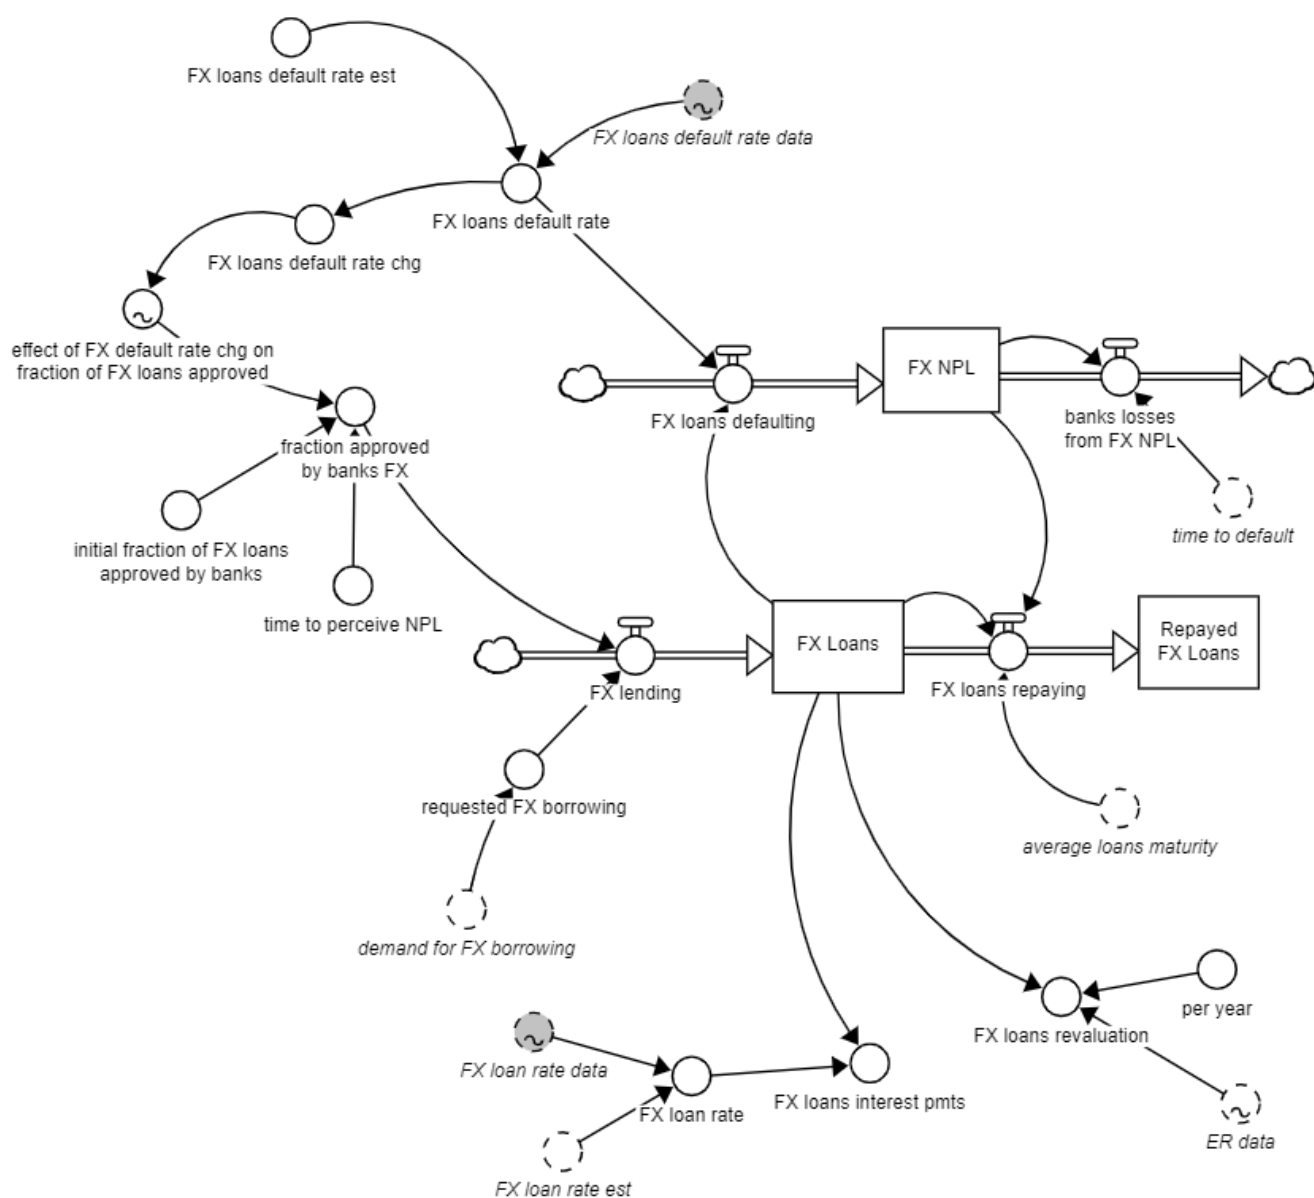 FX loans default rate est
FX loans default rate data
FX loans default rate
FX loans default rate chg
effect of FX default rate chg on
fraction of FX loans approved
FX NPL
FX loans defaulting
banks losses
from FX NPL
fraction approved
by banks FX
time to default
initial fraction of FX loans
approved by banks
time to perceive NPL
FX Loans
Repayed
FX Loans
FX lending
FX loans repaying
requested FX borrowing
average loans maturity
demand for FX borrowing
per year
FX loans revaluation
FX loan rate data
FX loan rate
FX loans interest pmts
ER data
FX loan rate est